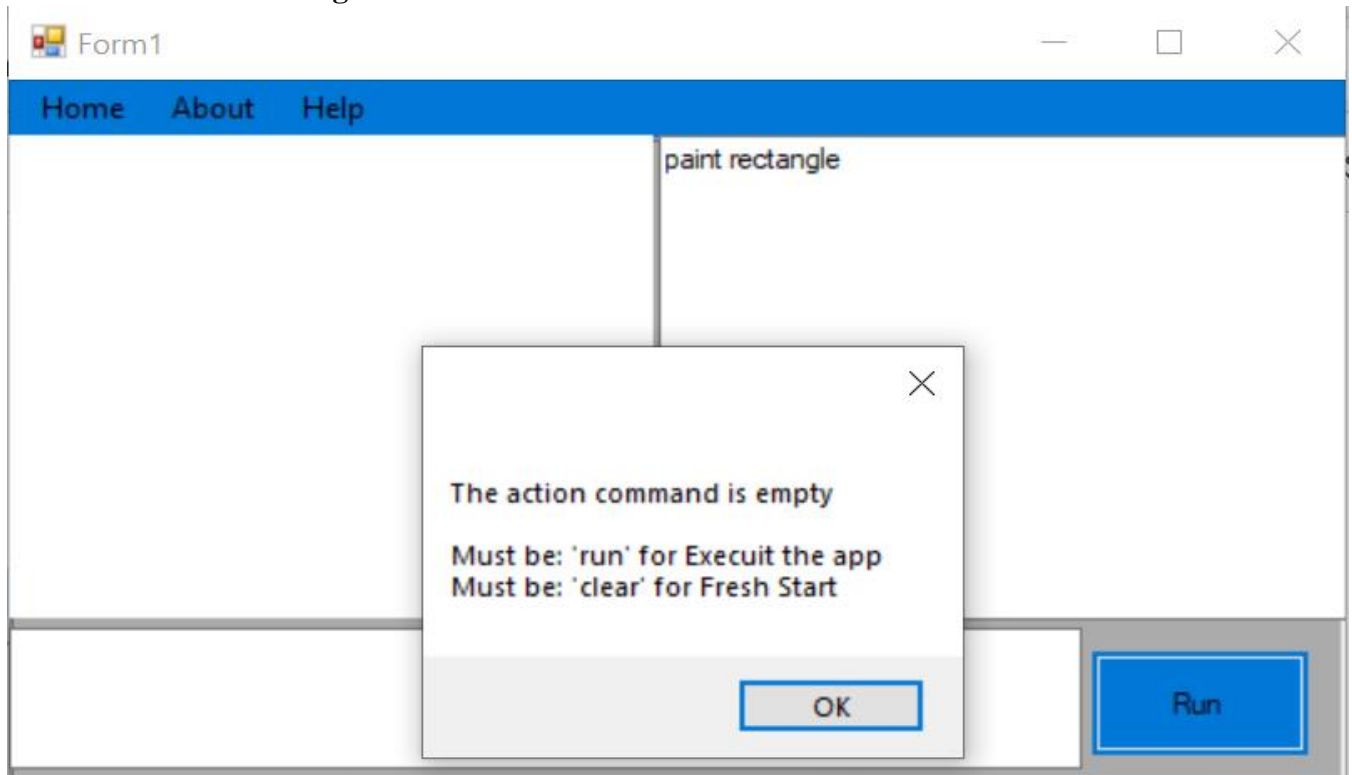 Form1
Home About Help
paint rectangle
The action command is empty
Must be: 'run' for Execuit the app
Must be: 'clear' for Fresh Start
OK
Run